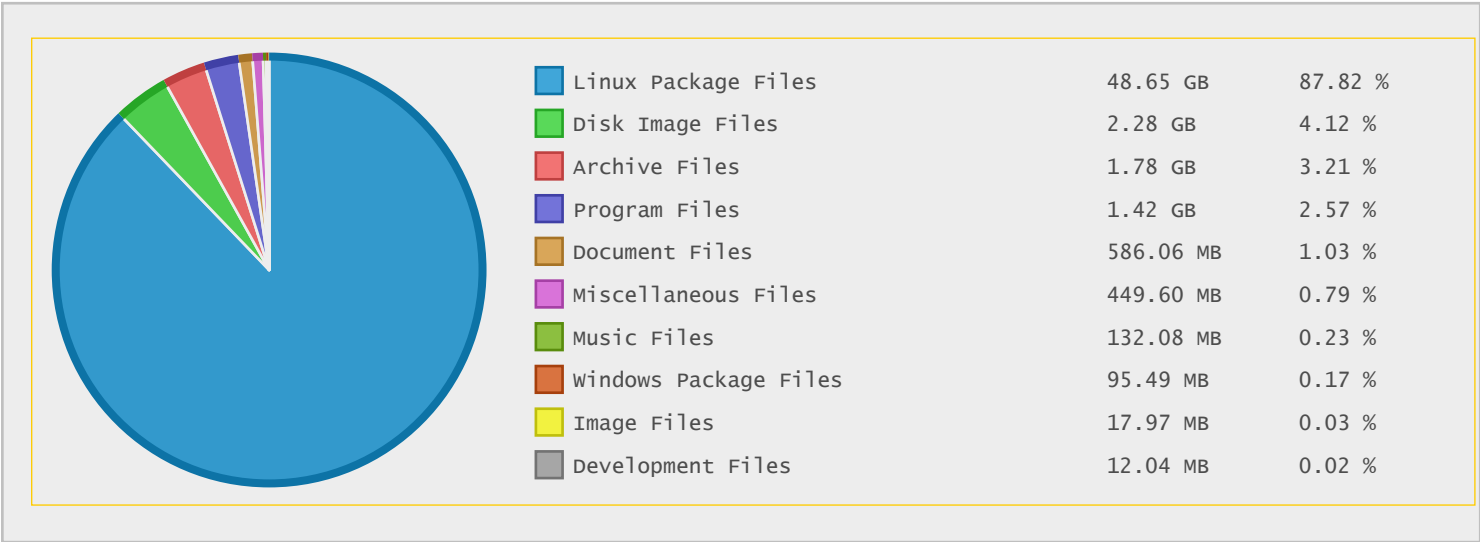 Linux Package Files 48.65 GB 87.82 %
Disk Image Files 2.28 GB 4.12 %
Archive Files 1.78 GB 3.21 %
Program Files 1.42 GB 2.57 %
Document Files 586.06 MB 1.03 %
Miscellaneous Files 449.60 MB 0.79 %
Music Files 132.08 MB 0.23 %
Windows Package Files 95.49 MB 0.17 %
Image Files 17.97 MB 0.03 %
Development Files 12.04 MB 0.02 %